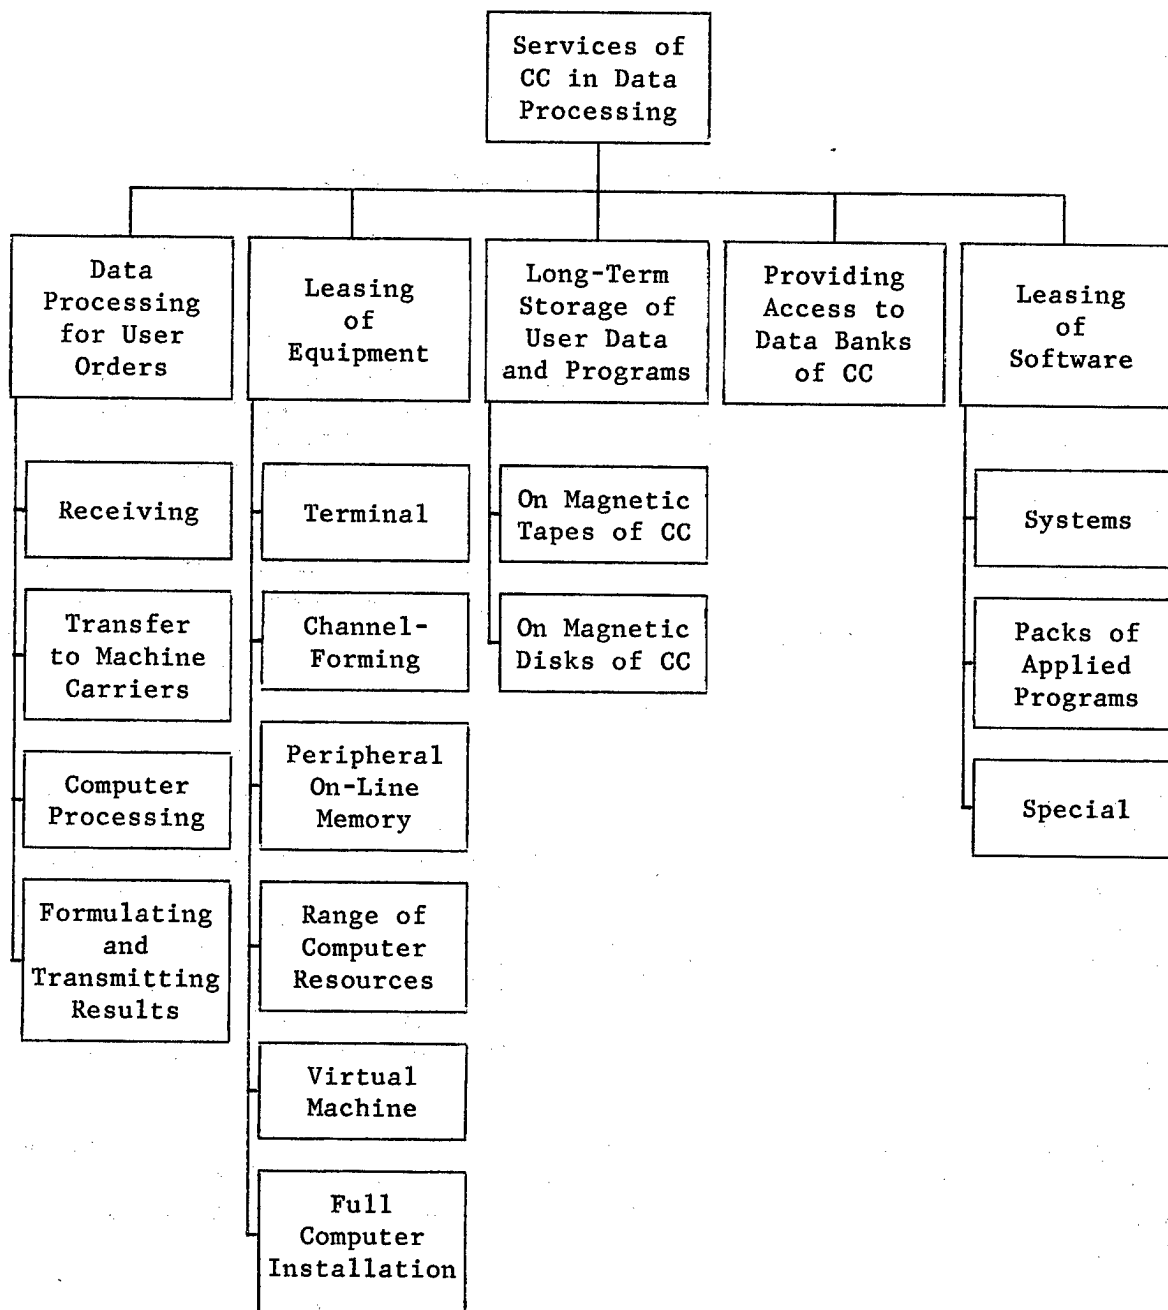 Services of
CC in Data
Processing
Data
Processing
for User
Orders
Leasing
of
Equipment
Long-Term
Storage of
User Data
and Programs
Providing
Access to
Data Banks
of CC
Leasing
of
Software
Receiving
Transfer
to Machine
Carriers
Computer
Processing
Formulating
and
Transmitting
Results
Terminal
Channel-
Forming
Peripheral
On-Line
Memory
Range of
Computer
Resources
Virtual
Machine
Full
Computer
Installation
On Magnetic
Tapes of CC
On Magnetic
Disks of CC
Systems
Packs of
Applied
Programs
Special